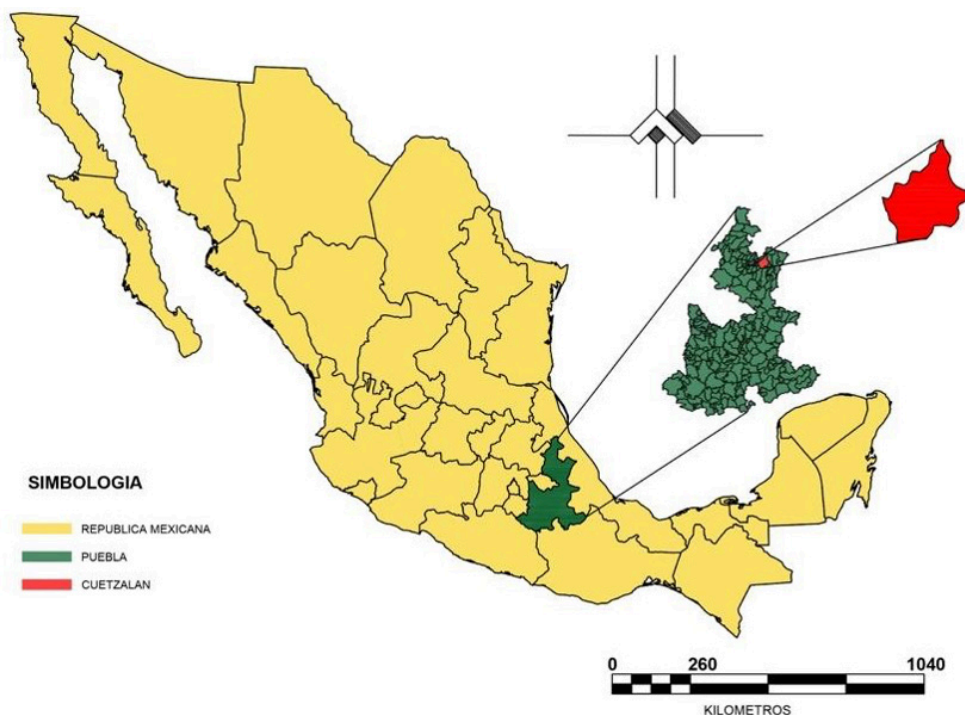 SIMBOLOGIA
REPUBLICA MEXICANA
PUEBLA
CUETZALAN
0 260 1040
KILOMETROS